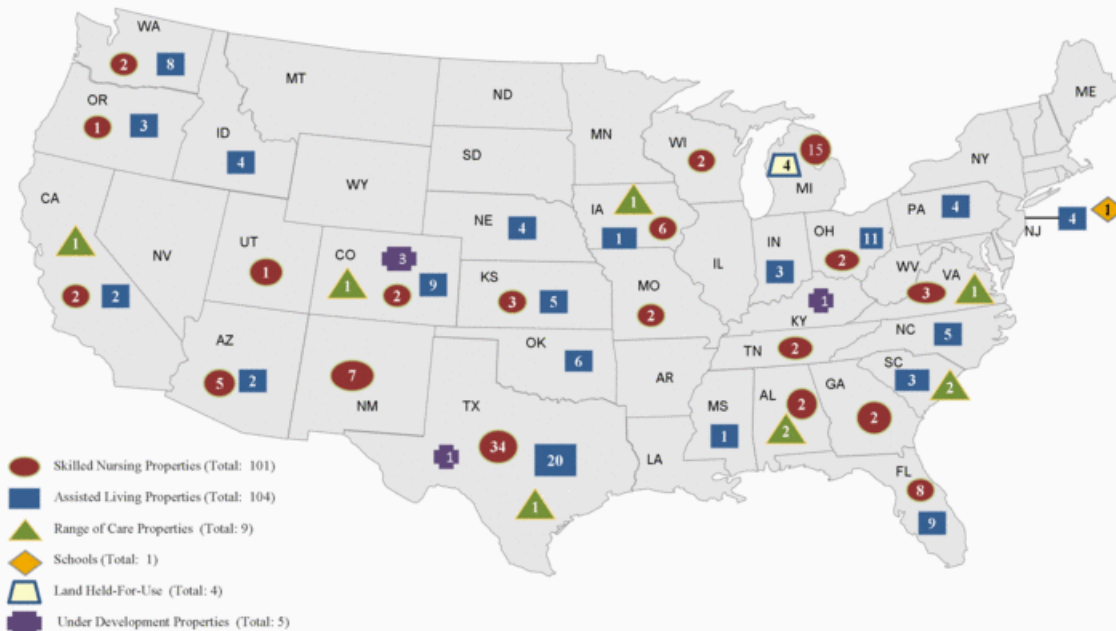 WA
2 8
MT
ND
ME
OR
1 3
MN
ID
4
WI
2
15
4
MI
NY
SD
WY
CA
1
2 2
NV
UT
1
CO
3
1 2 9
NE
4
IA
1
1 6
PA
4
NJ
4
1
IL
IN
3
OH
11
2
WV
VA
3 1
KS
3 5
MO
2
KY
1
AZ
5 2
NM
7
OK
6
AR
TN
2
NC
5
SC
3
2
TX
34
20
1
1
LA
MS
1
AL
2
2
GA
2
FL
8
9
Skilled Nursing Properties (Total: 101)
Assisted Living Properties (Total: 104)
Range of Care Properties (Total: 9)
Schools (Total: 1)
Land Held-For-Use (Total: 4)
Under Development Properties (Total: 5)